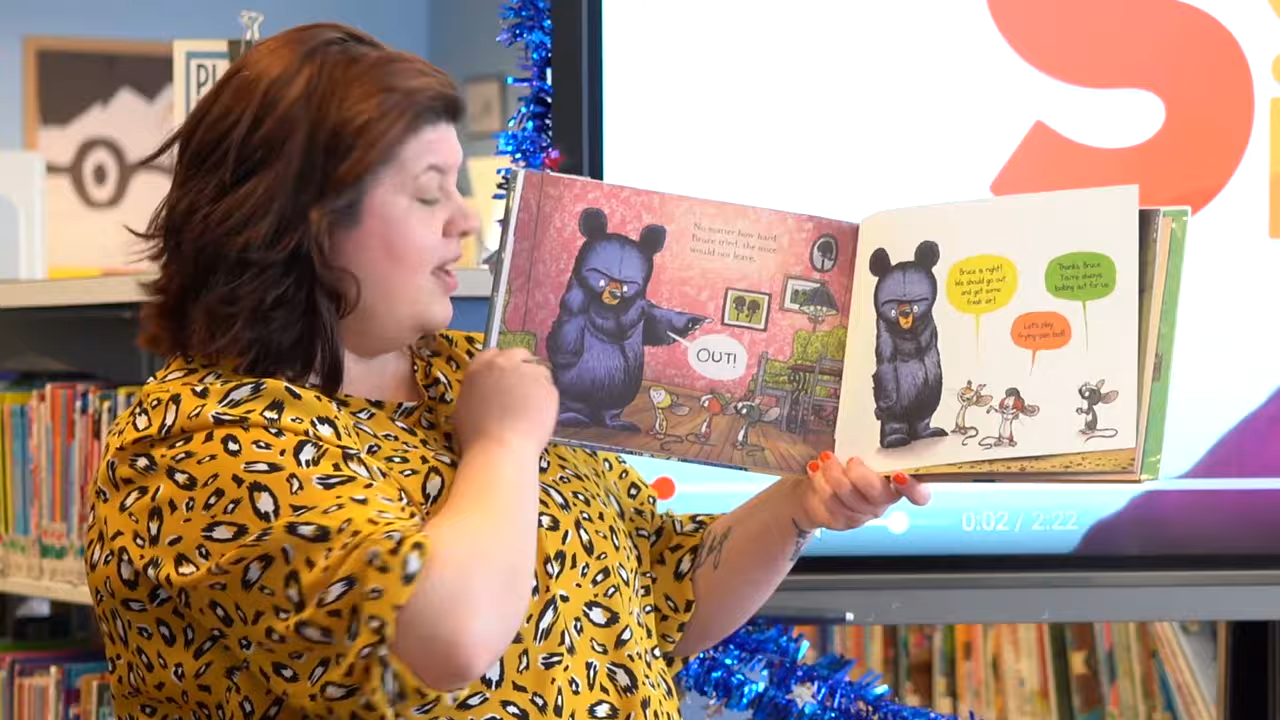 PL
No matter how hard
Bruce tried, the mice
would not leave.
OUT!
Bruce is right!
We should go out
and get some
fresh air!
Thanks, Bruce.
You're always
looking out for us.
Let's play
frying-pan ball!
S
0:02 / 2:22